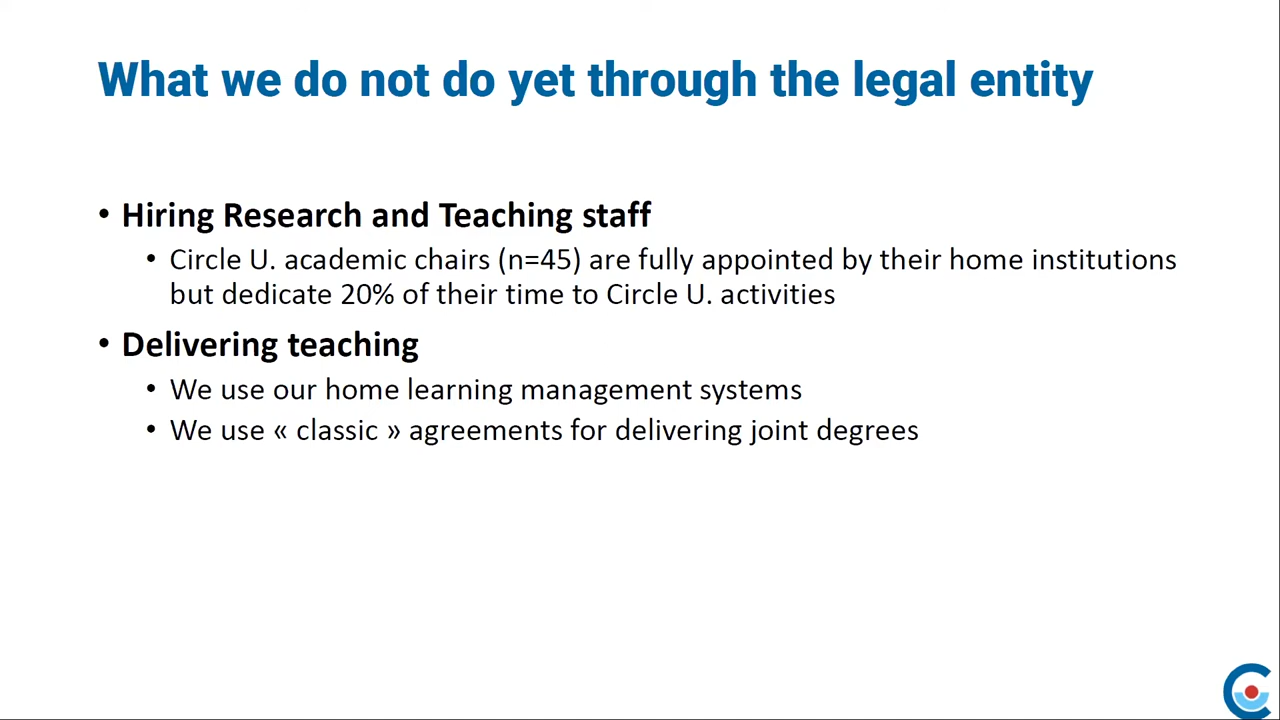 What we do not do yet through the legal entity
• Hiring Research and Teaching staff
• Circle U. academic chairs (n=45) are fully appointed by their home institutions
but dedicate 20% of their time to Circle U. activities
• Delivering teaching
• We use our home learning management systems
• We use « classic » agreements for delivering joint degrees